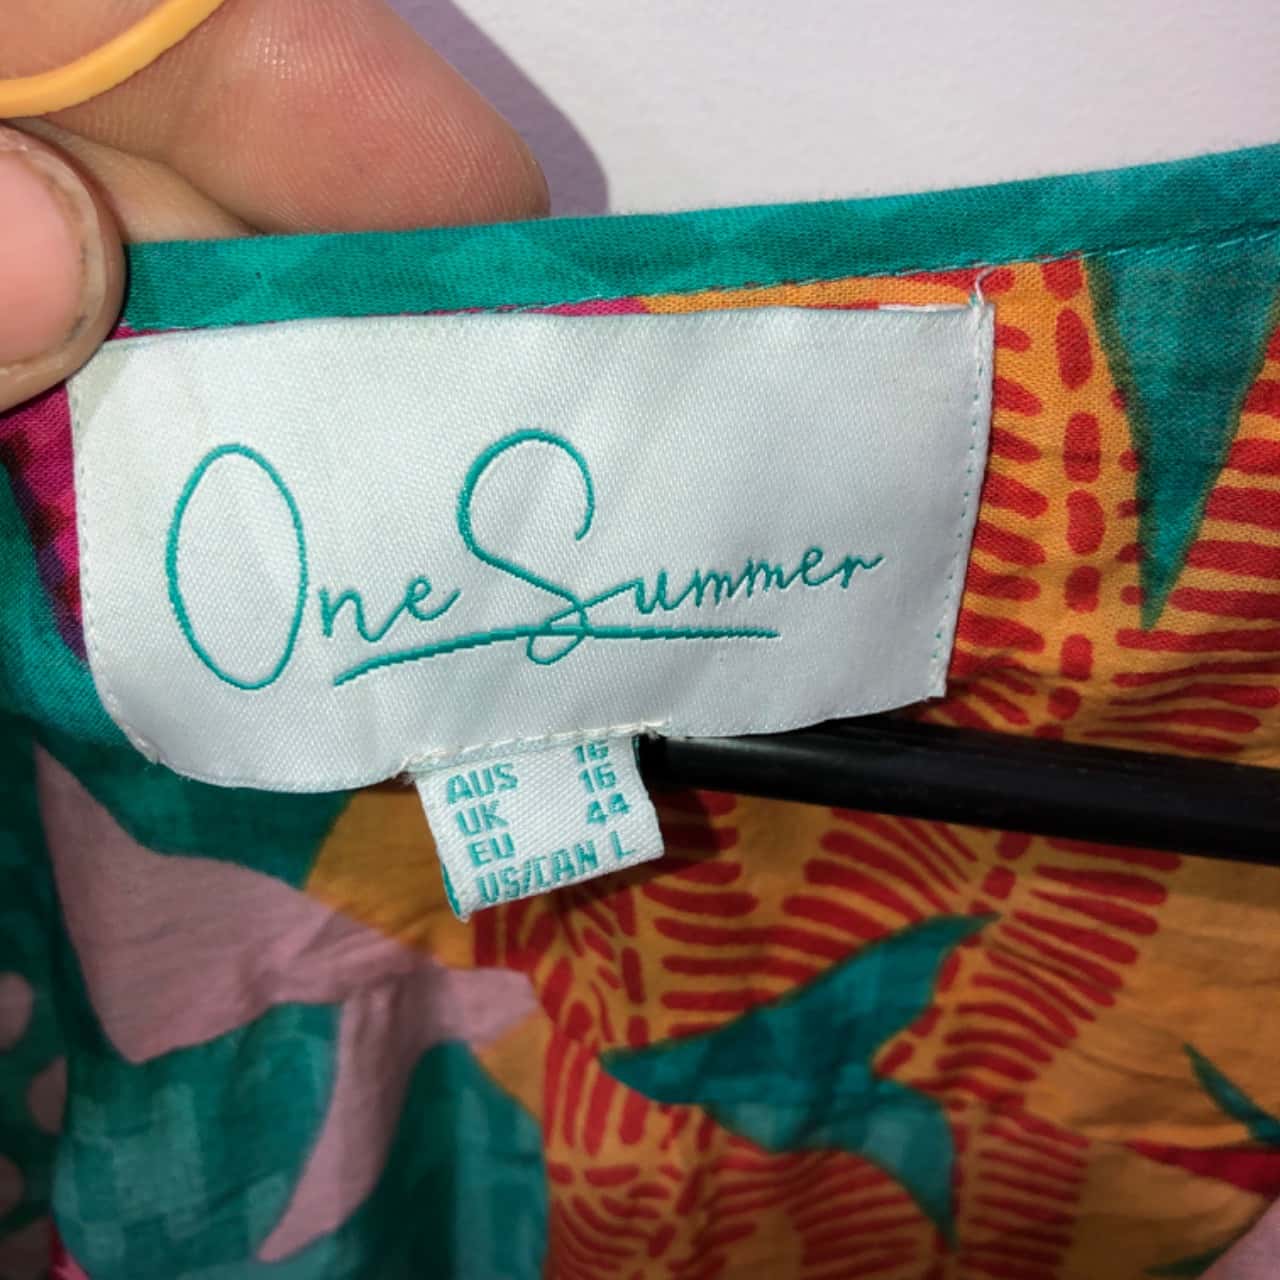 One Summer
AUS 16
UK 16
EU 44
US/CAN L